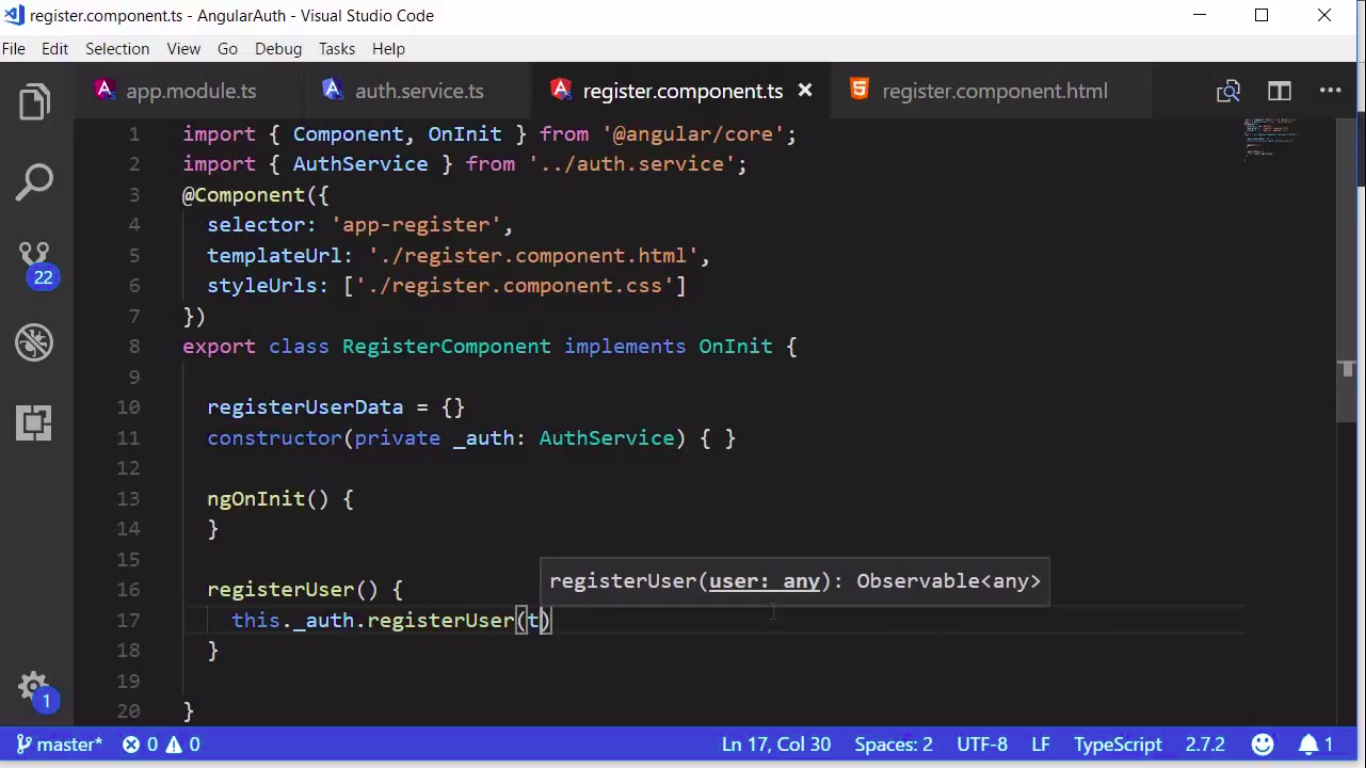 register.component.ts - AngularAuth - Visual Studio Code
File Edit Selection View Go Debug Tasks Help
app.module.ts auth.service.ts register.component.ts × register.component.html
1 import { Component, OnInit } from '@angular/core';
2 import { AuthService } from '../auth.service';
3 @Component({
4 selector: 'app-register',
5 templateUrl: './register.component.html',
6 styleUrls: ['./register.component.css']
7 })
8 export class RegisterComponent implements OnInit {
9
10 registerUserData = {}
11 constructor(private _auth: AuthService) { }
12
13 ngOnInit() {
14 }
15
registerUser(user: any): Observable<any>
16 registerUser() {
17 this._auth.registerUser(t)
18 }
19
20 }
22
1
master* 0 0 Ln 17, Col 30 Spaces: 2 UTF-8 LF TypeScript 2.7.2 1